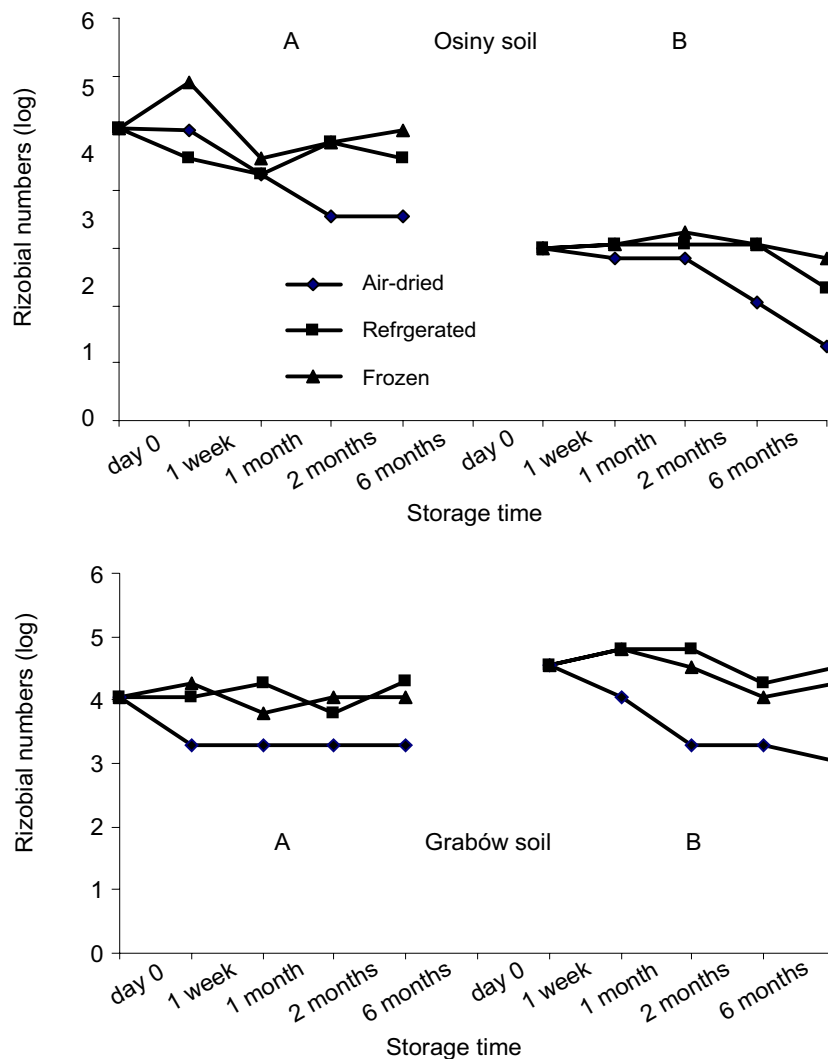 6
A Osiny soil B
5
4
3
2
1
0
Rizobial numbers (log)
Air-dried
Refrgerated
Frozen
day 0 1 week 1 month 2 months 6 months day 0 1 week 1 month 2 months 6 months
Storage time
6
5
4
3
2
1
0
Rizobial numbers (log)
A Grabów soil B
day 0 1 week 1 month 2 months 6 months day 0 1 week 1 month 2 months 6 months
Storage time